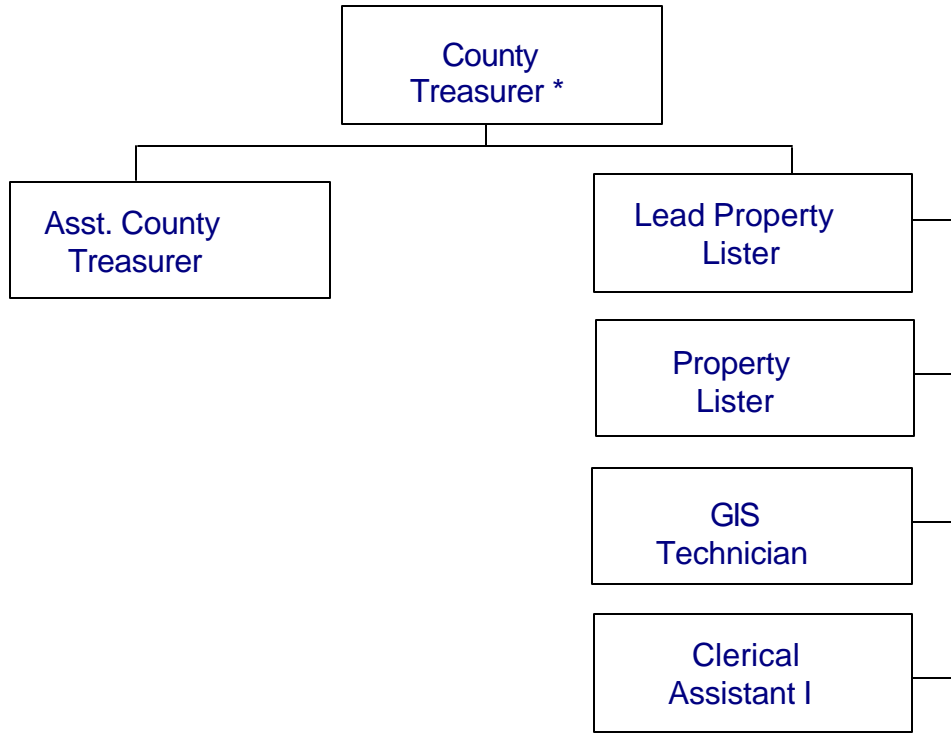 County
Treasurer *
Asst. County
Treasurer
Lead Property
Lister
Property
Lister
GIS
Technician
Clerical
Assistant I